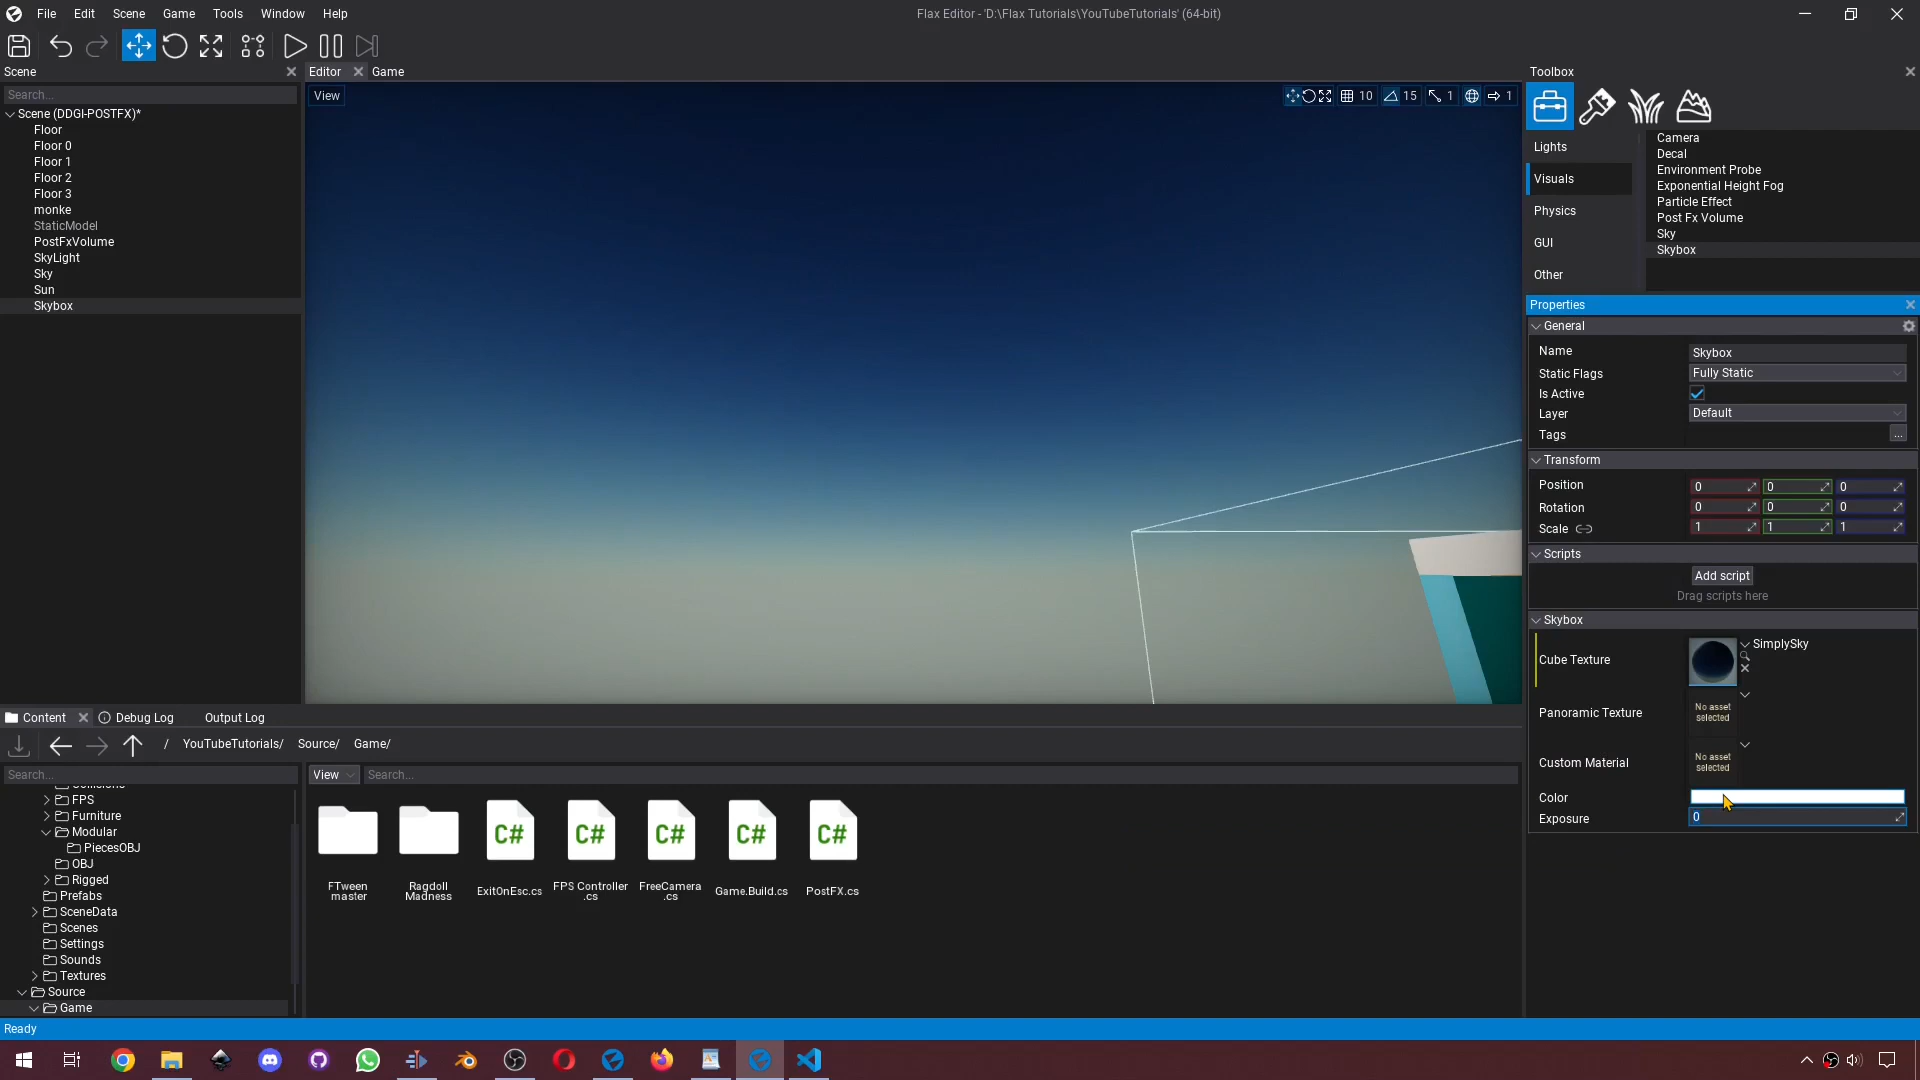 File Edit Scene Game Tools Window Help
Flax Editor - 'D:\Flax Tutorials\YouTubeTutorials' (64-bit)
Scene
Search...
Scene (DDGI-POSTFX)*
Floor
Floor 0
Floor 1
Floor 2
Floor 3
monke
StaticModel
PostFxVolume
SkyLight
Sky
Sun
Skybox
Editor
Game
View
10
15
1
1
Toolbox
Lights
Visuals
Physics
GUI
Other
Camera
Decal
Environment Probe
Exponential Height Fog
Particle Effect
Post Fx Volume
Sky
Skybox
Properties
General
Name Skybox
Static Flags Fully Static
Is Active
Layer Default
Tags ...
Transform
Position 0 0 0
Rotation 0 0 0
Scale 1 1 1
Scripts
Add script
Drag scripts here
Skybox
Cube Texture SimplySky
Panoramic Texture No asset selected
Custom Material No asset selected
Color
Exposure 0
Content Debug Log Output Log
/ YouTubeTutorials/ Source/ Game/
Search...
FPS
Furniture
Modular
PiecesOBJ
OBJ
Rigged
Prefabs
SceneData
Scenes
Settings
Sounds
Textures
Source
Game
View
Search...
C# C# C# C# C#
FTween master
Ragdoll Madness
ExitOnEsc.cs
FPS Controller .cs
FreeCamera .cs
Game.Build.cs
PostFX.cs
Ready